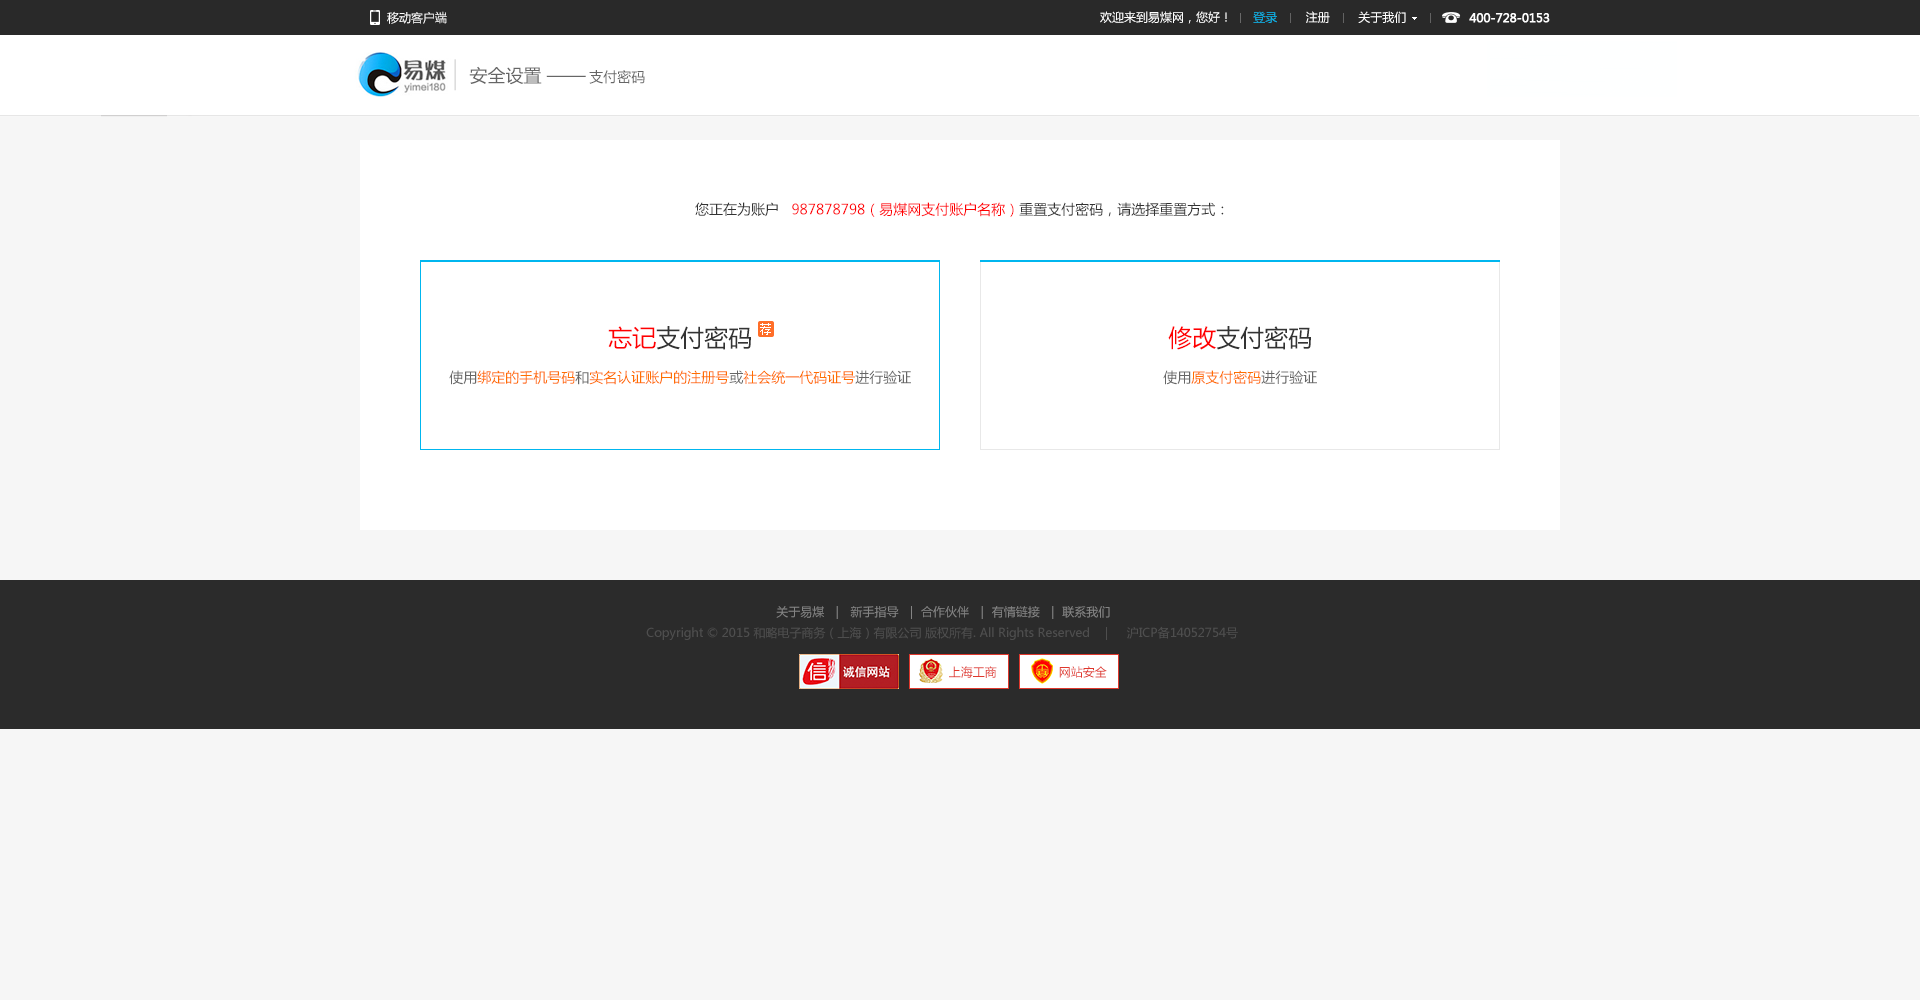 移动客户端 欢迎来到易煤网，您好！ 登录 注册 关于我们 400-728-0153
易煤 yimei180 安全设置 —— 支付密码
您正在为账户 987878798（易煤网支付账户名称）重置支付密码，请选择重置方式：
忘记支付密码 荐
使用绑定的手机号码和实名认证账户的注册号或社会统一代码证号进行验证
修改支付密码
使用原支付密码进行验证
关于易煤 | 新手指导 | 合作伙伴 | 有情链接 | 联系我们
Copyright © 2015 和略电子商务（上海）有限公司 版权所有. All Rights Reserved | 沪ICP备14052754号
信 诚信网站 上海工商 网站安全